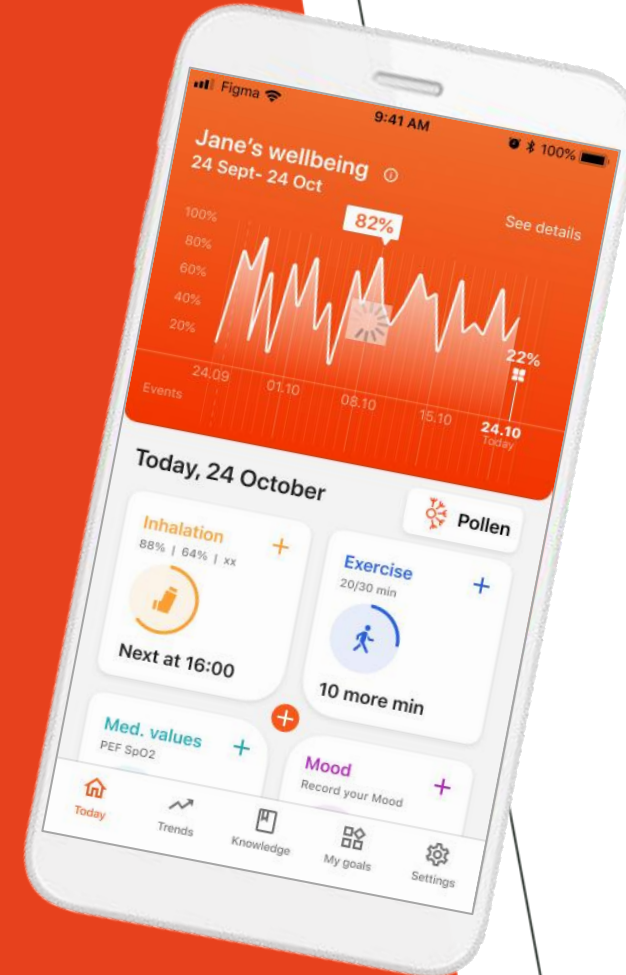 Figma
9:41 AM
100%
Jane's wellbeing
24 Sept- 24 Oct
See details
82%
100%
80%
60%
40%
20%
22%
24.09
01.10
08.10
15.10
24.10
Today
Events
Today, 24 October
Pollen
Inhalation
88% | 64% | xx
Next at 16:00
Exercise
20/30 min
10 more min
Med. values
PEF SpO2
Mood
Record your Mood
Today
Trends
Knowledge
My goals
Settings